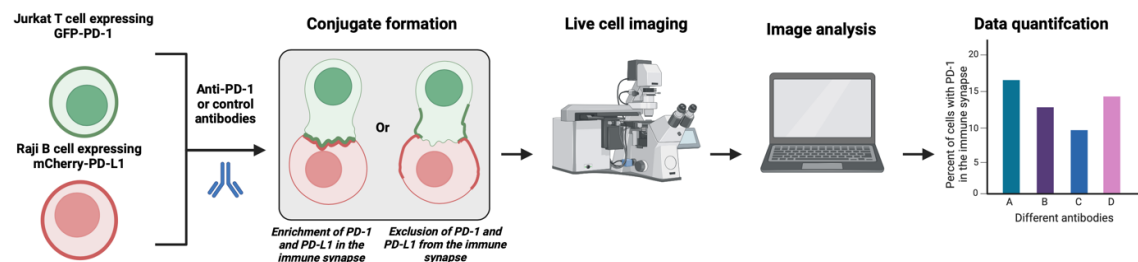 Jurkat T cell expressing
GFP-PD-1
Raji B cell expressing
mCherry-PD-L1
Anti-PD-1
or control
antibodies
Conjugate formation
Or
Enrichment of PD-1
and PD-L1 in the
immune synapse
Exclusion of PD-1 and
PD-L1 from the immune
synapse
Live cell imaging
Image analysis
Data quantifcation
Percent of cells with PD-1
in the immune synapse
20
15
10
5
0
A B C D
Different antibodies